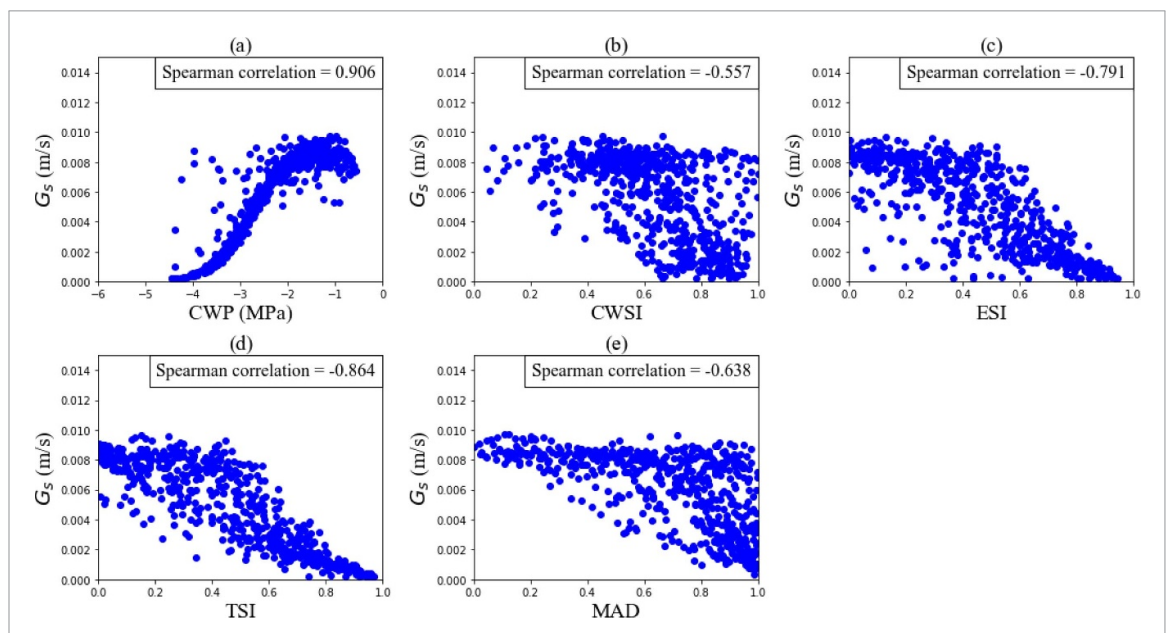 (a)
Spearman correlation = 0.906
0.014
0.012
0.010
0.008
0.006
0.004
0.002
0.000
G_s (m/s)
−6 −5 −4 −3 −2 −1 0
CWP (MPa)
(b)
Spearman correlation = -0.557
0.014
0.012
0.010
0.008
0.006
0.004
0.002
0.000
G_s (m/s)
0.0 0.2 0.4 0.6 0.8 1.0
CWSI
(c)
Spearman correlation = -0.791
0.014
0.012
0.010
0.008
0.006
0.004
0.002
0.000
G_s (m/s)
0.0 0.2 0.4 0.6 0.8 1.0
ESI
(d)
Spearman correlation = -0.864
0.014
0.012
0.010
0.008
0.006
0.004
0.002
0.000
G_s (m/s)
0.0 0.2 0.4 0.6 0.8 1.0
TSI
(e)
Spearman correlation = -0.638
0.014
0.012
0.010
0.008
0.006
0.004
0.002
0.000
G_s (m/s)
0.0 0.2 0.4 0.6 0.8 1.0
MAD